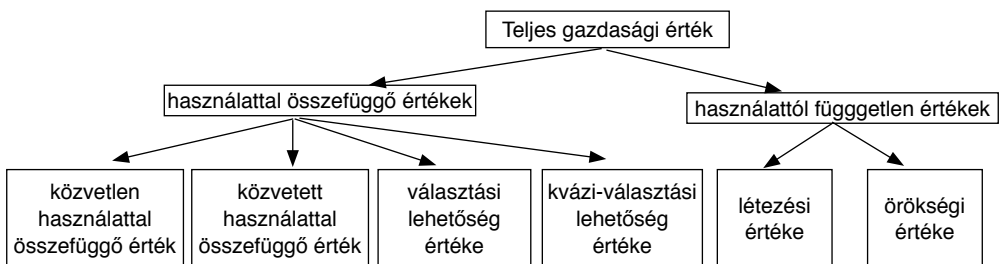 Teljes gazdasági érték
használattal összefüggő értékek
használattól függgetlen értékek
közvetlen
használattal
összefüggő érték
közvetett
használattal
összefüggő érték
választási
lehetőség
értéke
kvázi-választási
lehetőség
értéke
létezési
értéke
örökségi
értéke